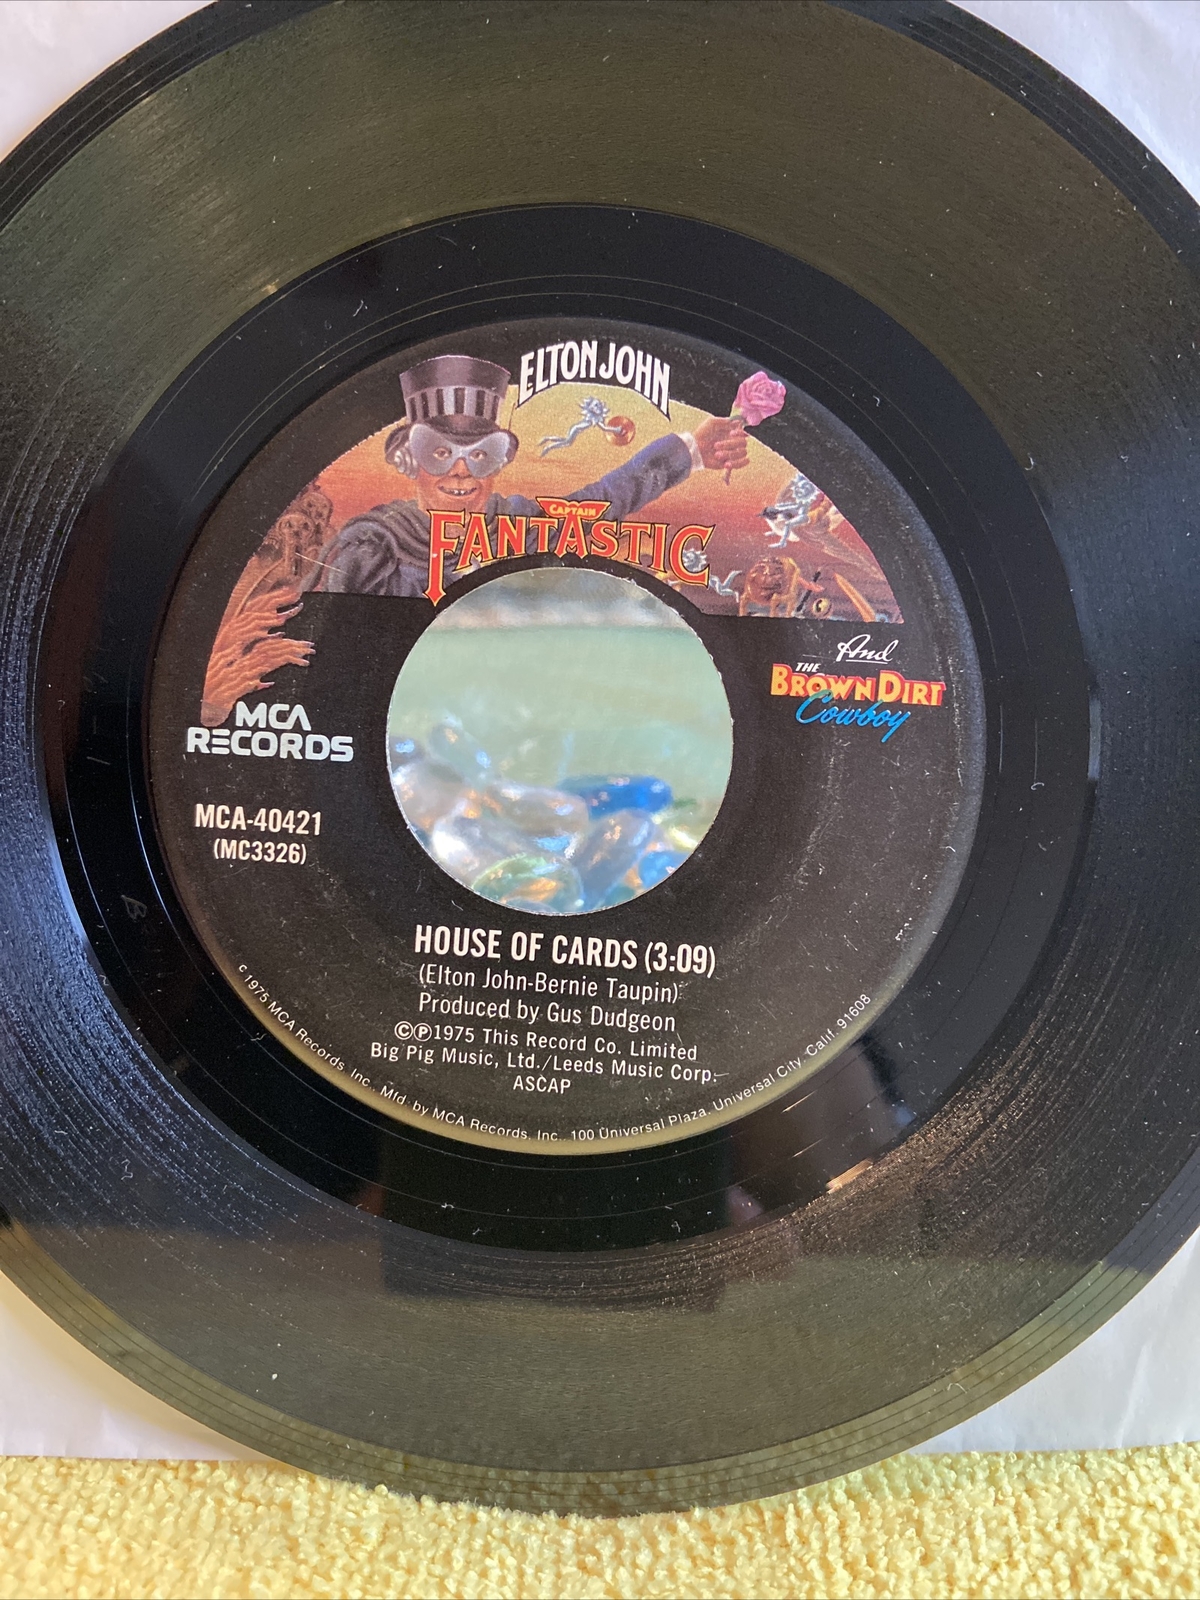 ELTON JOHN
CAPTAIN
FANTASTIC
And
THE
BROWN DIRT
Cowboy
MCA
RECORDS
MCA-40421
(MC3326)
HOUSE OF CARDS (3:09)
(Elton John-Bernie Taupin)
Produced by Gus Dudgeon
©℗1975 This Record Co. Limited
Big Pig Music, Ltd./Leeds Music Corp.
ASCAP
c 1975 MCA Records, Inc., Mfd. by MCA Records, Inc., 100 Universal Plaza, Universal City, Calif. 91608